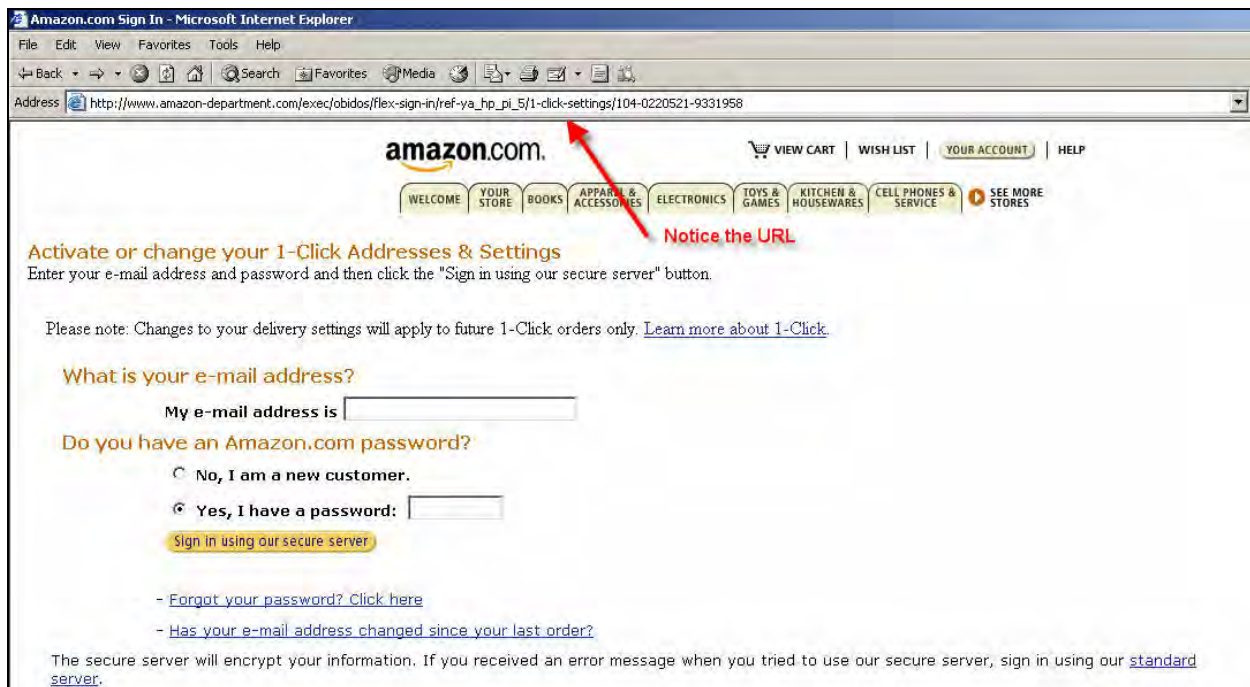 Amazon.com Sign In - Microsoft Internet Explorer
File Edit View Favorites Tools Help
Back Search Favorites Media
Address http://www.amazon-department.com/exec/obidos/flex-sign-in/ref-ya_hp_pi_5/1-click-settings/104-0220521-9331958
amazon.com. VIEW CART | WISH LIST | YOUR ACCOUNT | HELP
WELCOME YOUR STORE BOOKS APPAREL & ACCESSORIES ELECTRONICS TOYS & GAMES KITCHEN & HOUSEWARES CELL PHONES & SERVICE SEE MORE STORES
Notice the URL
Activate or change your 1-Click Addresses & Settings
Enter your e-mail address and password and then click the "Sign in using our secure server" button.
Please note: Changes to your delivery settings will apply to future 1-Click orders only. Learn more about 1-Click.
What is your e-mail address?
My e-mail address is
Do you have an Amazon.com password?
No, I am a new customer.
Yes, I have a password:
Sign in using our secure server
- Forgot your password? Click here
- Has your e-mail address changed since your last order?
The secure server will encrypt your information. If you received an error message when you tried to use our secure server, sign in using our standard
server.